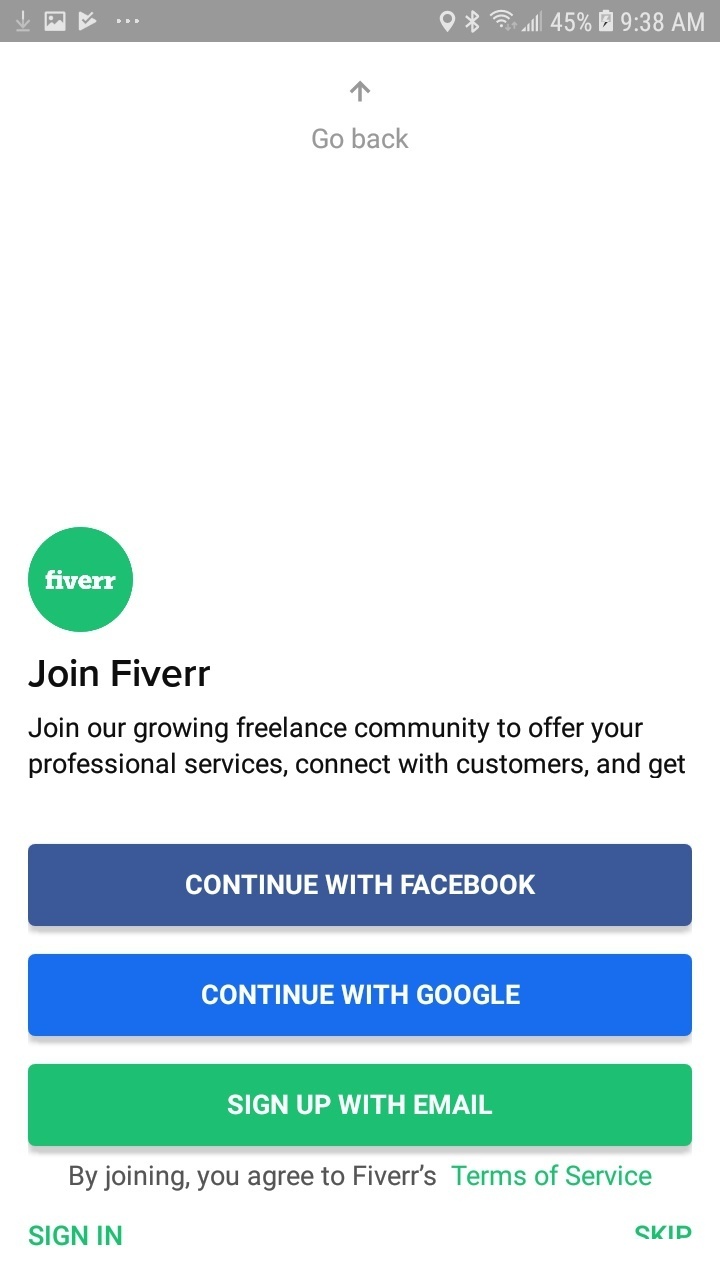 45% 9:38 AM
Go back
fiverr
Join Fiverr
Join our growing freelance community to offer your
professional services, connect with customers, and get
CONTINUE WITH FACEBOOK
CONTINUE WITH GOOGLE
SIGN UP WITH EMAIL
By joining, you agree to Fiverr's Terms of Service
SIGN IN SKIP